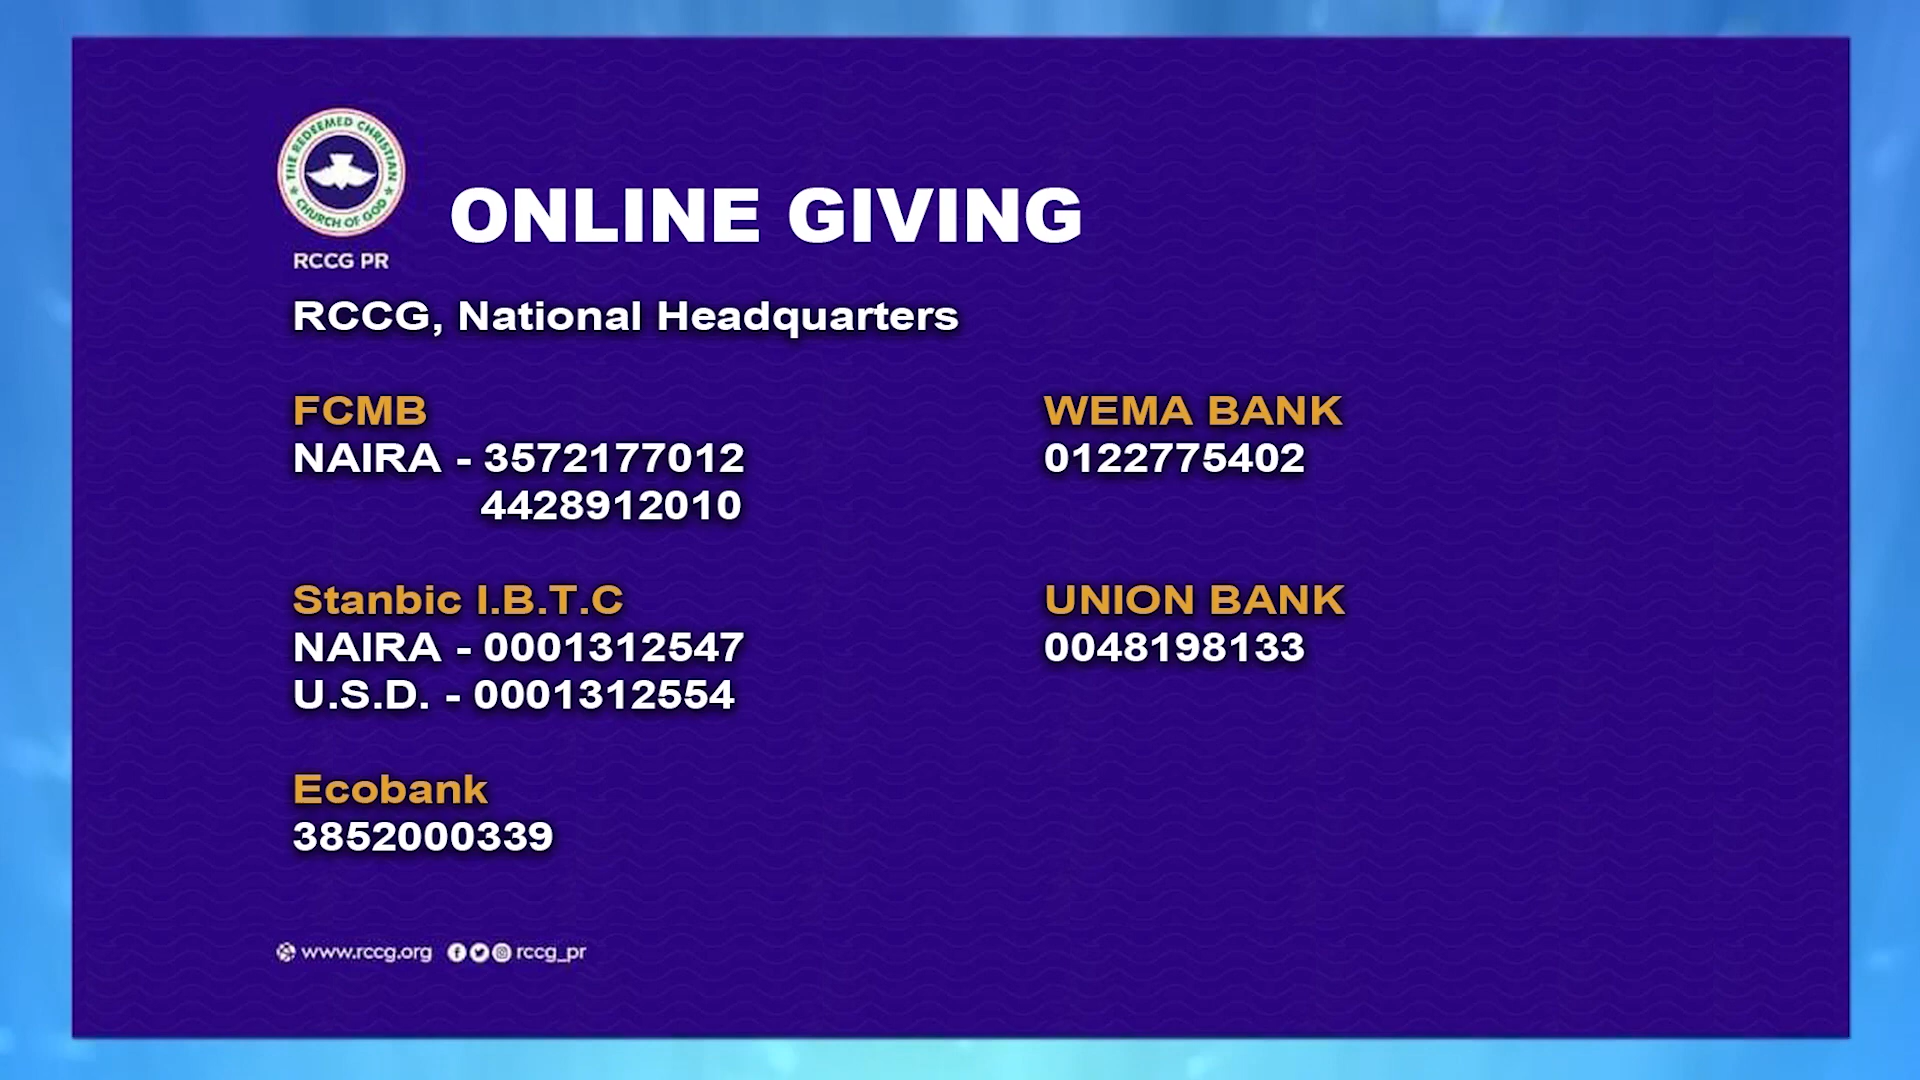 THE REDEEMED CHRISTIAN
CHURCH OF GOD
RCCG PR
ONLINE GIVING
RCCG, National Headquarters
FCMB
NAIRA - 3572177012
4428912010
Stanbic I.B.T.C
NAIRA - 0001312547
U.S.D. - 0001312554
Ecobank
3852000339
WEMA BANK
0122775402
UNION BANK
0048198133
www.rccg.org rccg_pr